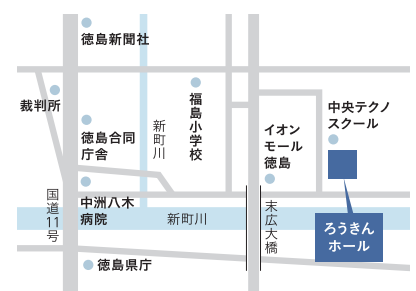 徳島新聞社
裁判所
徳島合同
庁舎
新町川
福島小学校
イオン
モール
徳島
中央テクノ
スクール
国道11号
中洲八木
病院
新町川
末広大橋
ろうきん
ホール
徳島県庁